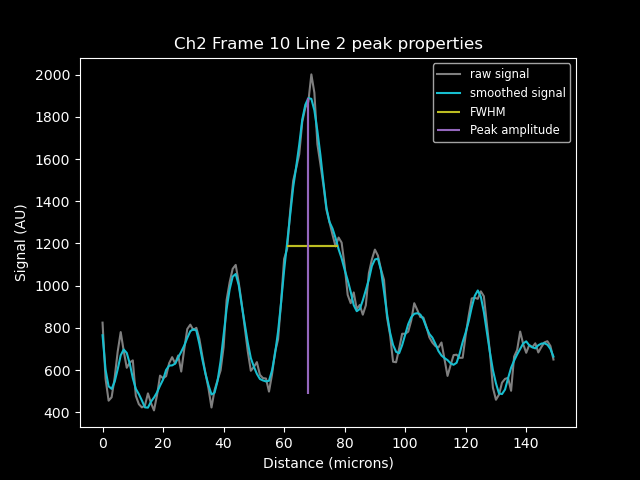 Ch2 Frame 10 Line 2 peak properties
raw signal
smoothed signal
FWHM
Peak amplitude
Signal (AU)
2000
1800
1600
1400
1200
1000
800
600
400
0 20 40 60 80 100 120 140
Distance (microns)